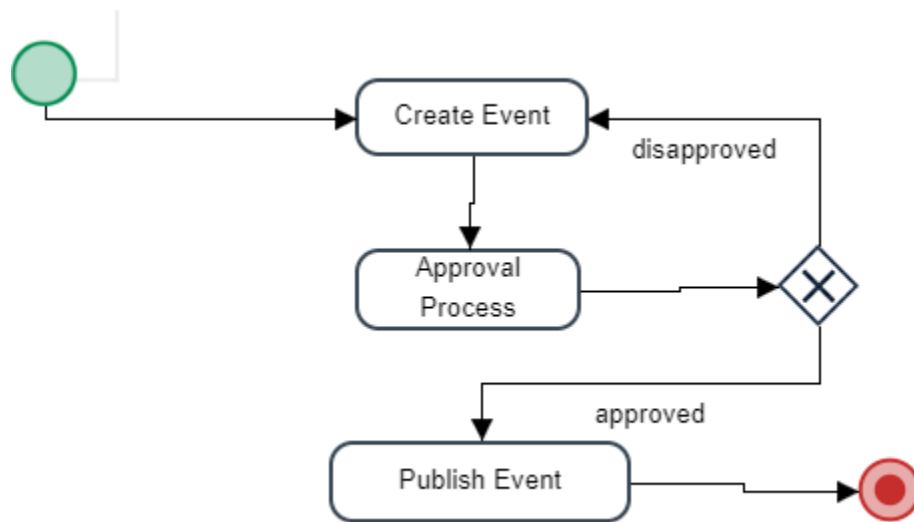 Create Event
disapproved
Approval
Process
approved
Publish Event